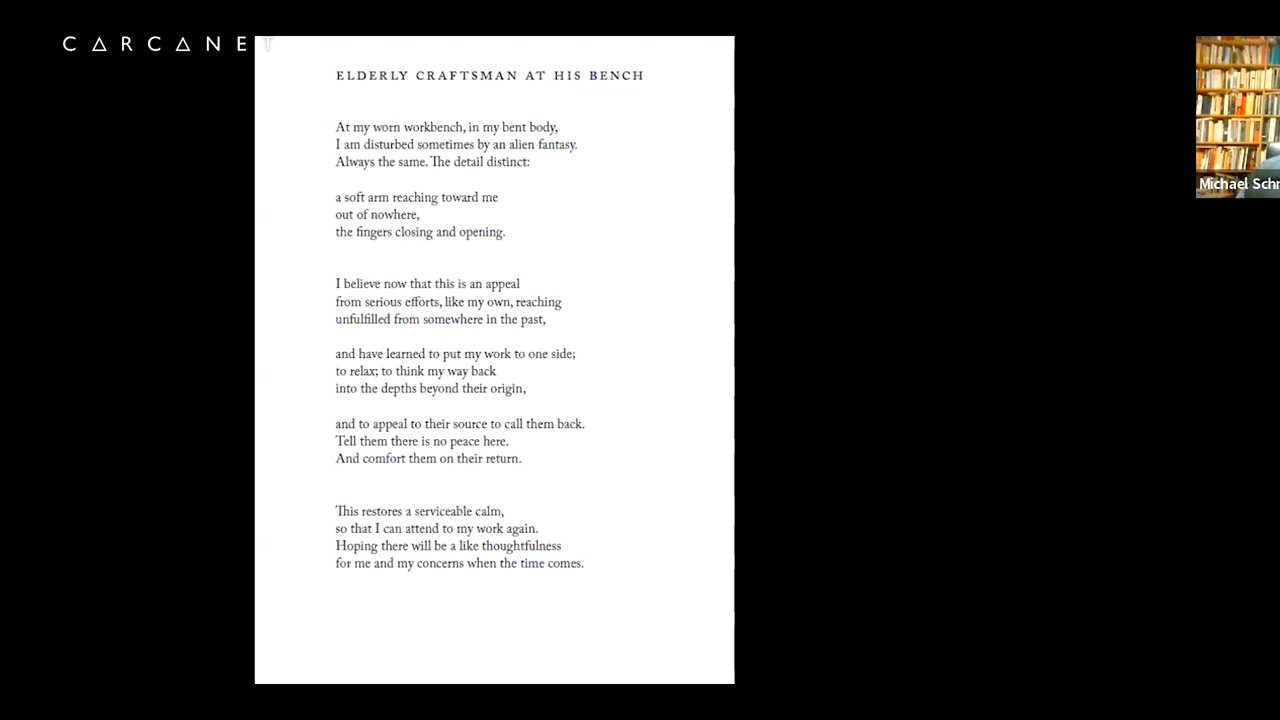 CARCANET
ELDERLY CRAFTSMAN AT HIS BENCH
At my worn workbench, in my bent body,
I am disturbed sometimes by an alien fantasy.
Always the same. The detail distinct:
a soft arm reaching toward me
out of nowhere,
the fingers closing and opening.
I believe now that this is an appeal
from serious efforts, like my own, reaching
unfulfilled from somewhere in the past,
and have learned to put my work to one side;
to relax; to think my way back
into the depths beyond their origin,
and to appeal to their source to call them back.
Tell them there is no peace here.
And comfort them on their return.
This restores a serviceable calm,
so that I can attend to my work again.
Hoping there will be a like thoughtfulness
for me and my concerns when the time comes.
Michael Schm